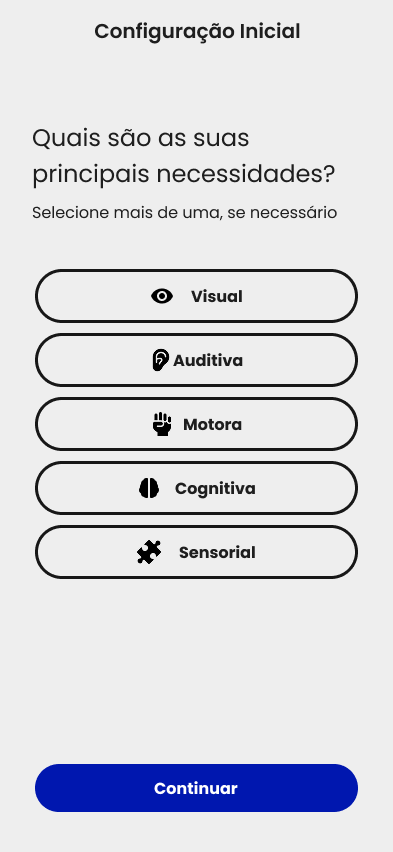 Configuração Inicial
Quais são as suas
principais necessidades?
Selecione mais de uma, se necessário
Visual
Auditiva
Motora
Cognitiva
Sensorial
Continuar